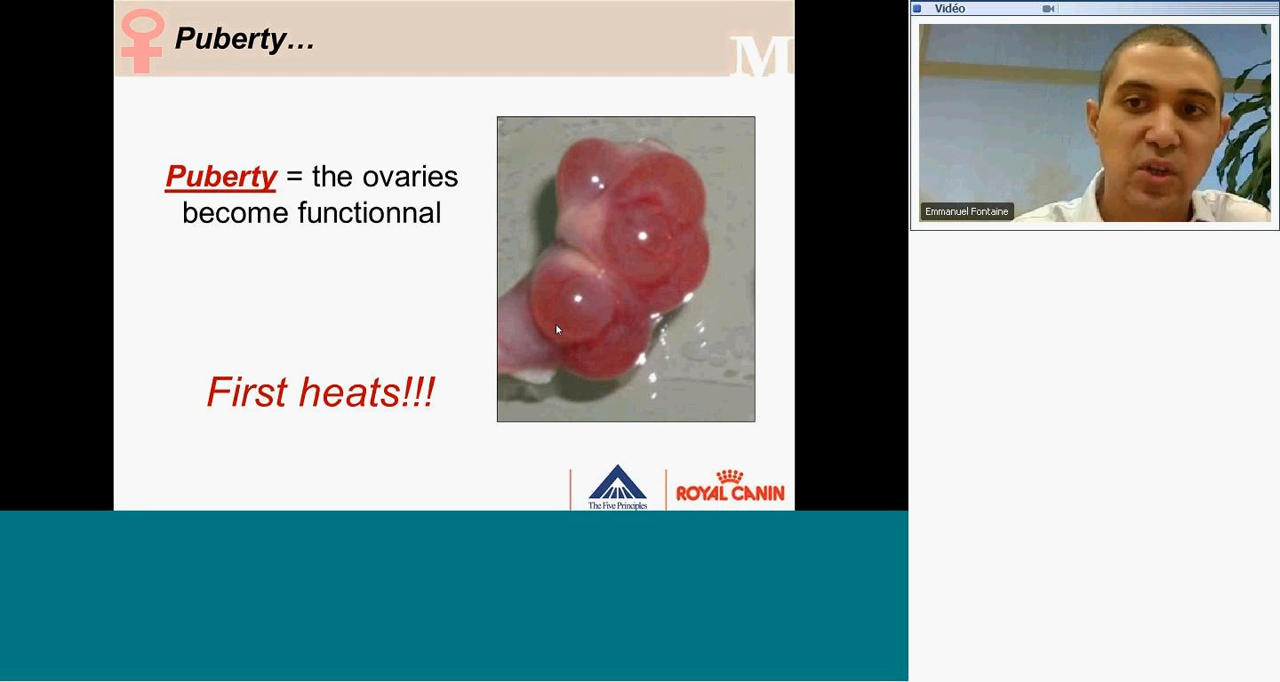 Puberty…
M
Puberty = the ovaries
become functionnal
First heats!!!
The Five Principles
ROYAL CANIN
Vidéo
Emmanuel Fontaine